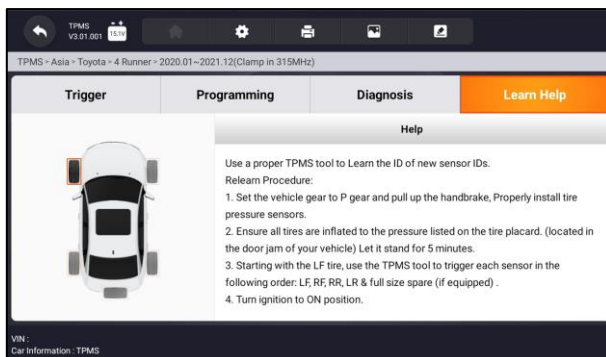 TPMS
V3.01.001
15.1V
TPMS > Asia > Toyota > 4 Runner > 2020.01~2021.12(Clamp in 315MHz)
Trigger Programming Diagnosis Learn Help
Help
Use a proper TPMS tool to Learn the ID of new sensor IDs.
Relearn Procedure:
1. Set the vehicle gear to P gear and pull up the handbrake, Properly install tire
pressure sensors.
2. Ensure all tires are inflated to the pressure listed on the tire placard. (located in
the door jam of your vehicle) Let it stand for 5 minutes.
3. Starting with the LF tire, use the TPMS tool to trigger each sensor in the
following order: LF, RF, RR, LR & full size spare (if equipped) .
4. Turn ignition to ON position.
VIN :
Car Information : TPMS